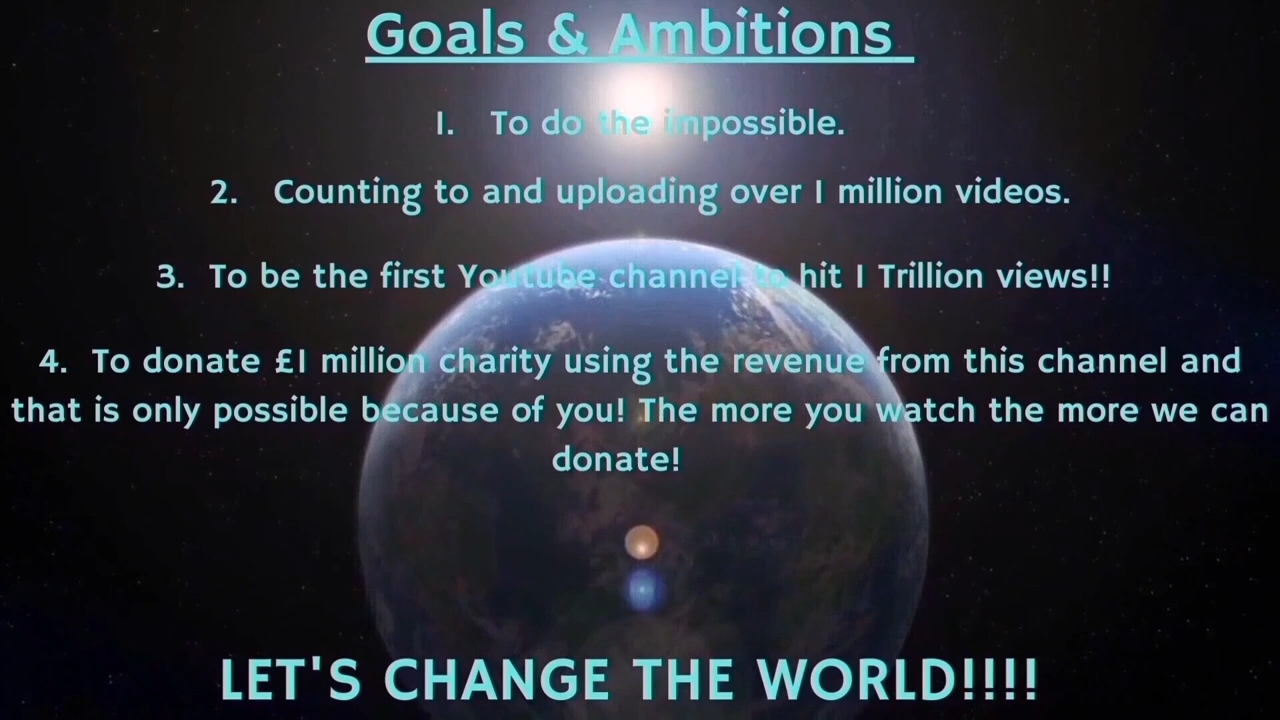 Goals & Ambitions
1. To do the impossible.
2. Counting to and uploading over 1 million videos.
3. To be the first Youtube channel to hit 1 Trillion views!!
4. To donate £1 million charity using the revenue from this channel and
that is only possible because of you! The more you watch the more we can
donate!
LET'S CHANGE THE WORLD!!!!